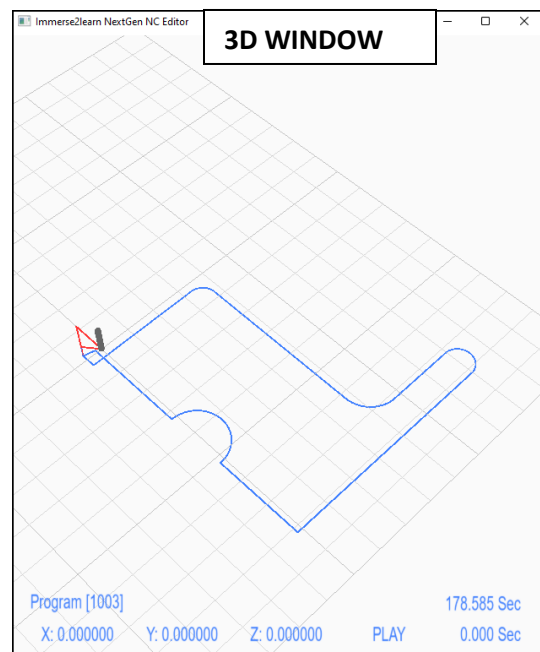 Immerse2learn NextGen NC Editor
3D WINDOW
Program [1003]
178.585 Sec
X: 0.000000 Y: 0.000000 Z: 0.000000 PLAY 0.000 Sec